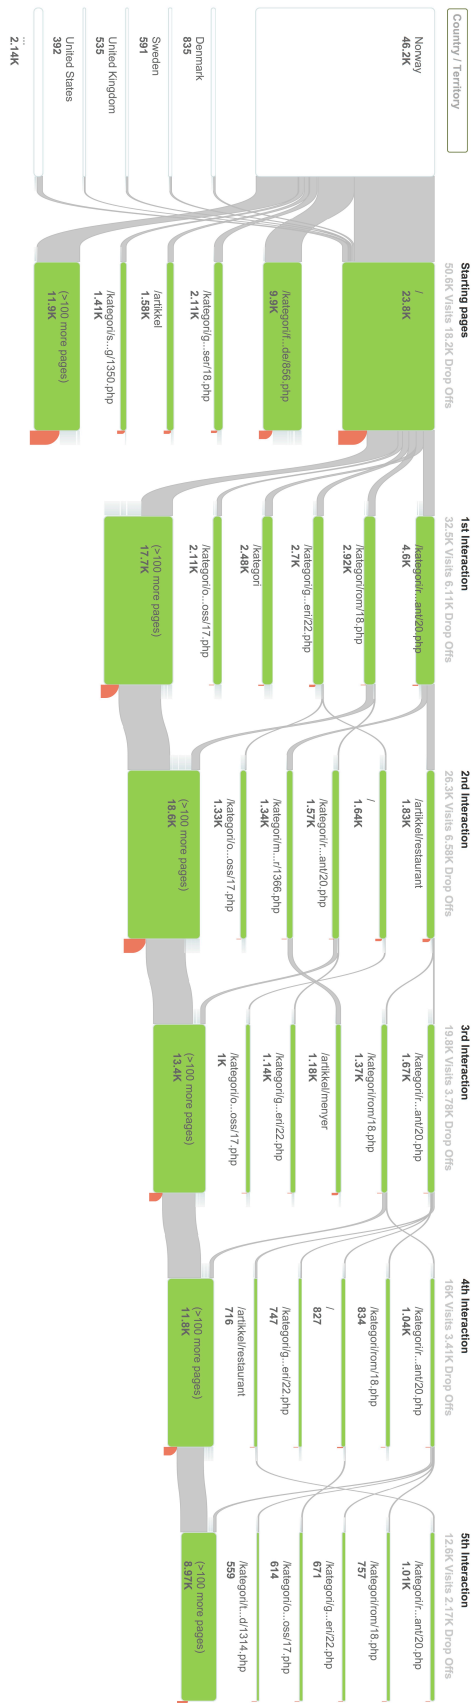 Country / Territory
Norway
46.2K
Denmark
835
Sweden
591
United Kingdom
535
United States
392
...
2.14K
Starting pages
50.6K Visits 18.2K Drop Offs
/
23.8K
/kategori/f...de/856.php
9.9K
/kategori/g...ser/18.php
2.11K
/artikkel
1.58K
/kategori/s...g/1350.php
1.41K
(>100 more pages)
11.9K
1st Interaction
32.5K Visits 6.11K Drop Offs
/kategori/r...ant/20.php
4.6K
/kategori/rom/18.php
2.92K
/kategori/g...eri/22.php
2.7K
/kategori
2.48K
/kategori/o...oss/17.php
2.11K
(>100 more pages)
17.7K
2nd Interaction
26.3K Visits 6.58K Drop Offs
/artikkel/restaurant
1.83K
/
1.64K
/kategori/r...ant/20.php
1.57K
/kategori/m...r/1366.php
1.34K
/kategori/o...oss/17.php
1.33K
(>100 more pages)
18.6K
3rd Interaction
19.8K Visits 3.78K Drop Offs
/kategori/r...ant/20.php
1.67K
/kategori/rom/18.php
1.37K
/artikkel/menyer
1.18K
/kategori/g...eri/22.php
1.14K
/kategori/o...oss/17.php
1K
(>100 more pages)
13.4K
4th Interaction
16K Visits 3.41K Drop Offs
/kategori/r...ant/20.php
1.04K
/kategori/rom/18.php
834
/
827
/kategori/g...eri/22.php
747
/artikkel/restaurant
716
(>100 more pages)
11.8K
5th Interaction
12.6K Visits 2.17K Drop Offs
/kategori/r...ant/20.php
1.01K
/kategori/rom/18.php
757
/kategori/g...eri/22.php
671
/kategori/o...oss/17.php
614
/kategori/t...d/1314.php
559
(>100 more pages)
8.97K